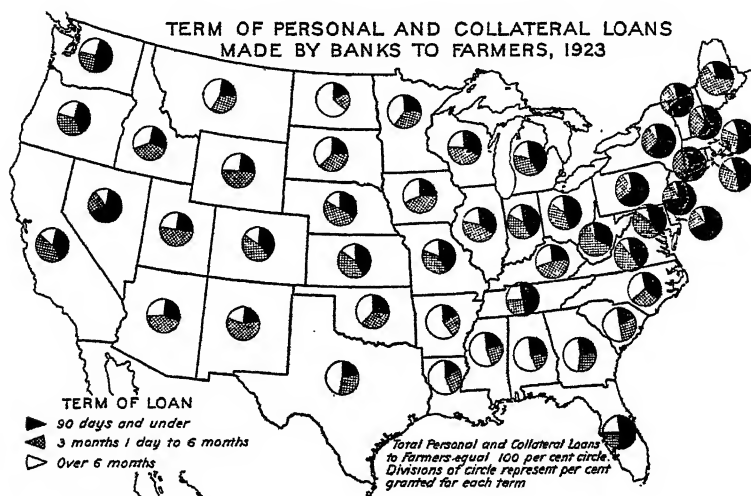 TERM OF PERSONAL AND COLLATERAL LOANS
MADE BY BANKS TO FARMERS, 1923
TERM OF LOAN
90 days and under
3 months 1 day to 6 months
Over 6 months
Total Personal and Collateral Loans
to Farmers equal 100 per cent circle.
Divisions of circle represent per cent
granted for each term